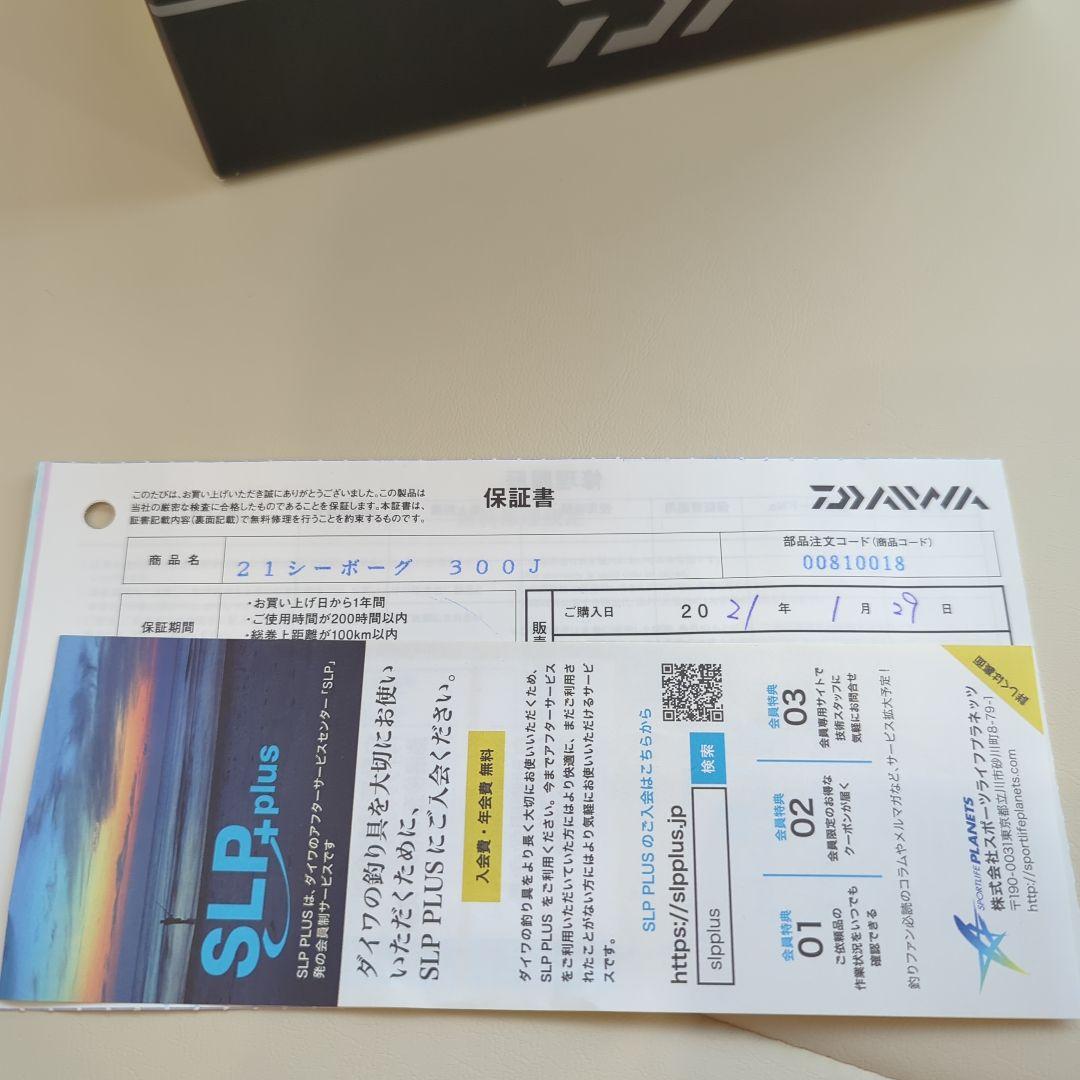 このたびは、お買い上げいただき誠にありがとうございました。この製品は
当社の厳密な検査に合格したものであることを保証します。本証書は、
証書記載内容(裏面記載)で無料修理を行うことを約束するものです。
保証書
DAIWA
商品名
21シーボーグ 300J
部品注文コード(商品コード)
00810018
保証期間
・お買い上げ日から1年間
・ご使用時間が200時間以内
・総巻上距離が100km以内
ご購入日
2021年 1月 29日
SLP+plus
SLP PLUSは、ダイワのアフターサービスセンター「SLP」
発の会員制サービスです
ダイワの釣り具を大切にお使い
いただくために、
SLP PLUSにご入会ください。
入会費・年会費 無料
ダイワの釣り具をより長く大切にお使いいただくため、
SLP PLUS をご利用ください。今までアフターサービス
をご利用いただいていた方にはより快適に、まだご利用さ
れたことがない方にはより気軽にお使いいただけるサービ
スです。
SLP PLUSのご入会はこちらから
https://slpplus.jp
slpplus
検索
会員特典
01
ご依頼品の
作業状況をいつでも
確認できる
会員特典
02
会員限定のお得な
クーポンが届く
会員特典
03
会員専用サイトで
技術スタッフに
気軽にお問合せ
釣りファン必読のコラムやメルマガなど、サービス拡大予定!
SPORTLIFE PLANETS
株式会社スポーツライフプラネッツ
〒190-0031東京都立川市砂川町8-79-1
http://sportlifeplanets.com
詳しくは裏面